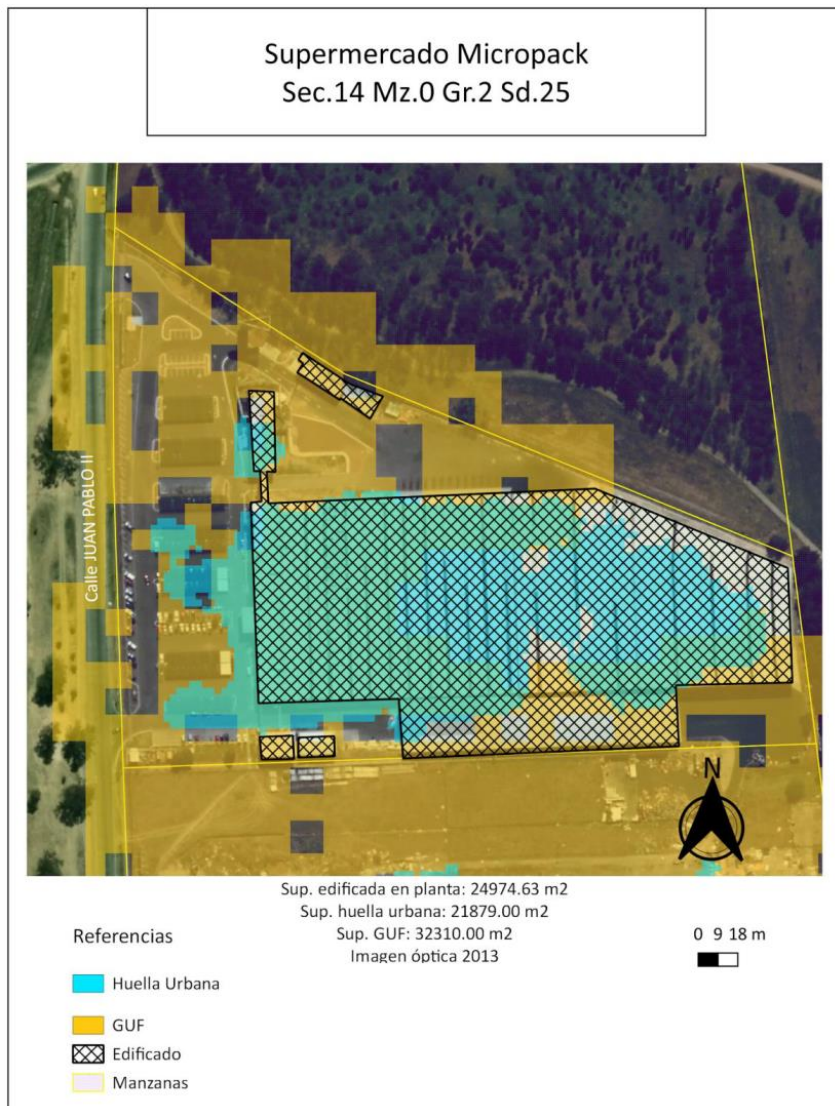 Supermercado Micropack
Sec.14 Mz.0 Gr.2 Sd.25
Calle JUAN PABLO II
N
Sup. edificada en planta: 24974.63 m2
Sup. huella urbana: 21879.00 m2
Sup. GUF: 32310.00 m2
Imagen óptica 2013
0 9 18 m
Referencias
Huella Urbana
GUF
Edificado
Manzanas